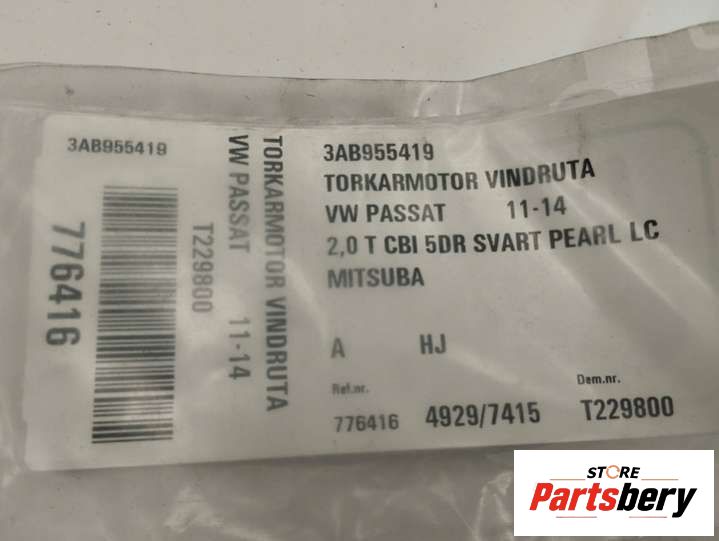 3AB955419
776416
T229800
VW PASSAT 11-14
TORKARMOTOR VINDRUTA
3AB955419
TORKARMOTOR VINDRUTA
VW PASSAT 11-14
2,0 T CBI 5DR SVART PEARL LC
MITSUBA
A HJ
Ref.nr. Dem.nr.
776416 4929/7415 T229800
STORE
Partsbery